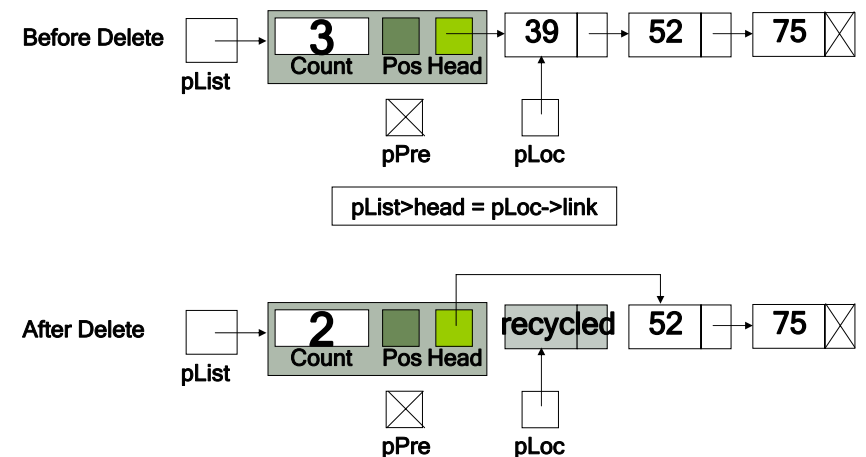 Before Delete
3
39
52
75
Count
Pos
Head
pList
pPre
pLoc
pList>head = pLoc->link
After Delete
2
recycled
52
75
Count
Pos
Head
pList
pPre
pLoc